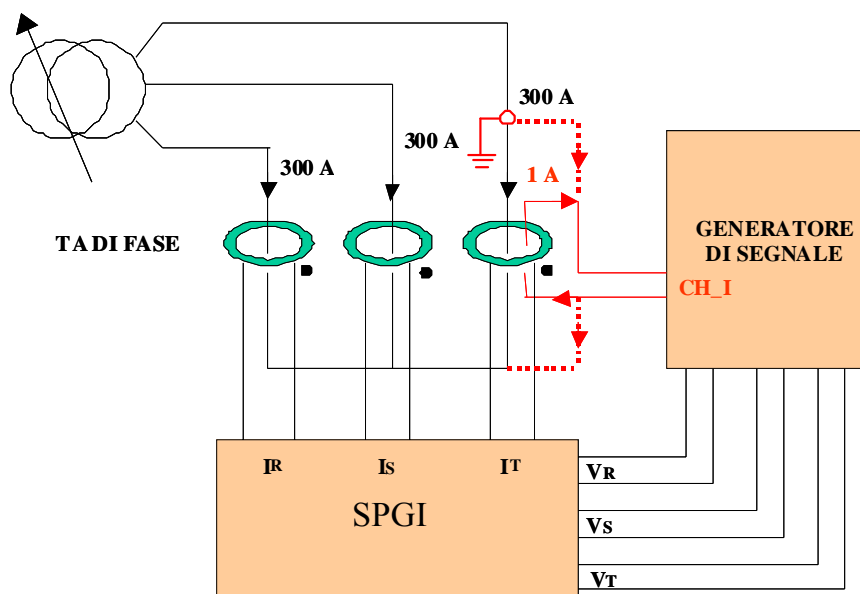 300 A
300 A
300 A
1 A
TA DI FASE
GENERATORE
DI SEGNALE
CH_I
IR
IS
IT
SPGI
VR
VS
VT